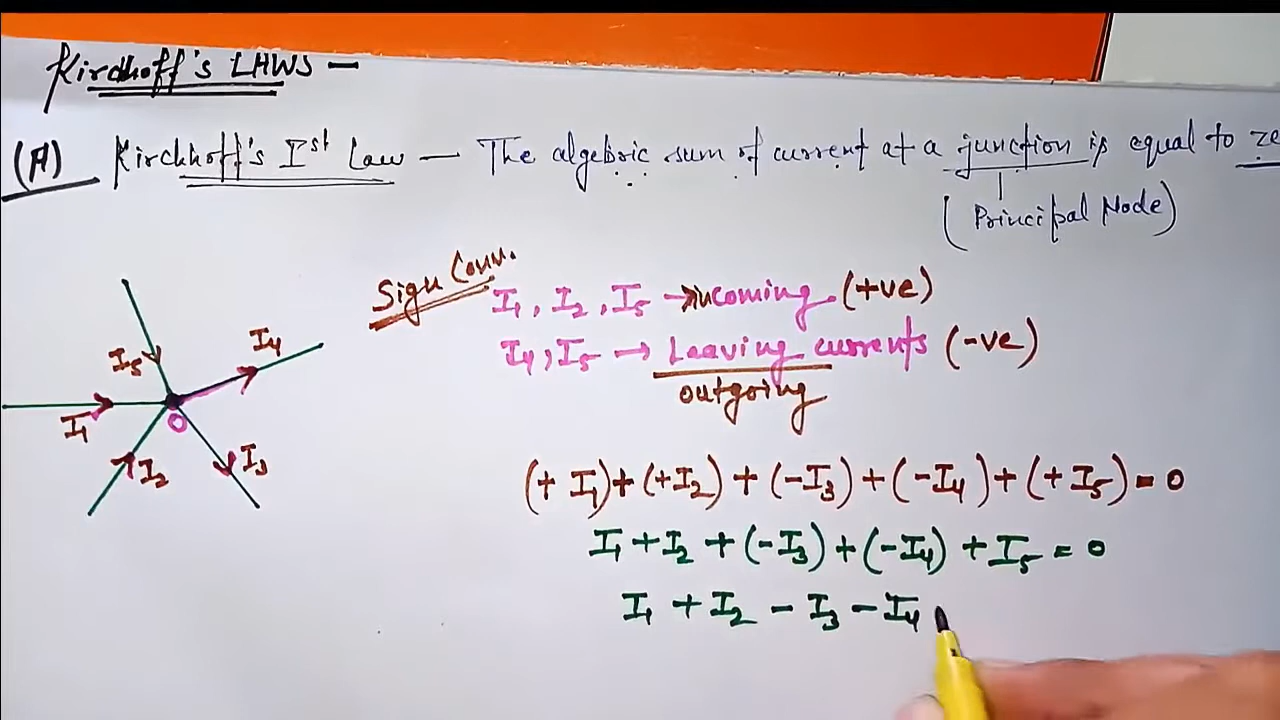 Kirchoff's LAWS —
(A) Kirchhoff's Ist Law — The algebric sum of current at a junction is equal to ze
(Principal Node)
Sign Conv.
I1, I2, I5 → incoming. (+ve)
I4, I5 → Leaving currents (-ve)
outgoing
I5
I4
I1
O
I2
I3
(+ I1) + (+I2) + (-I3) + (-I4) + (+ I5) = 0
I1 + I2 + (-I3) + (-I4) + I5 = 0
I1 + I2 - I3 - I4